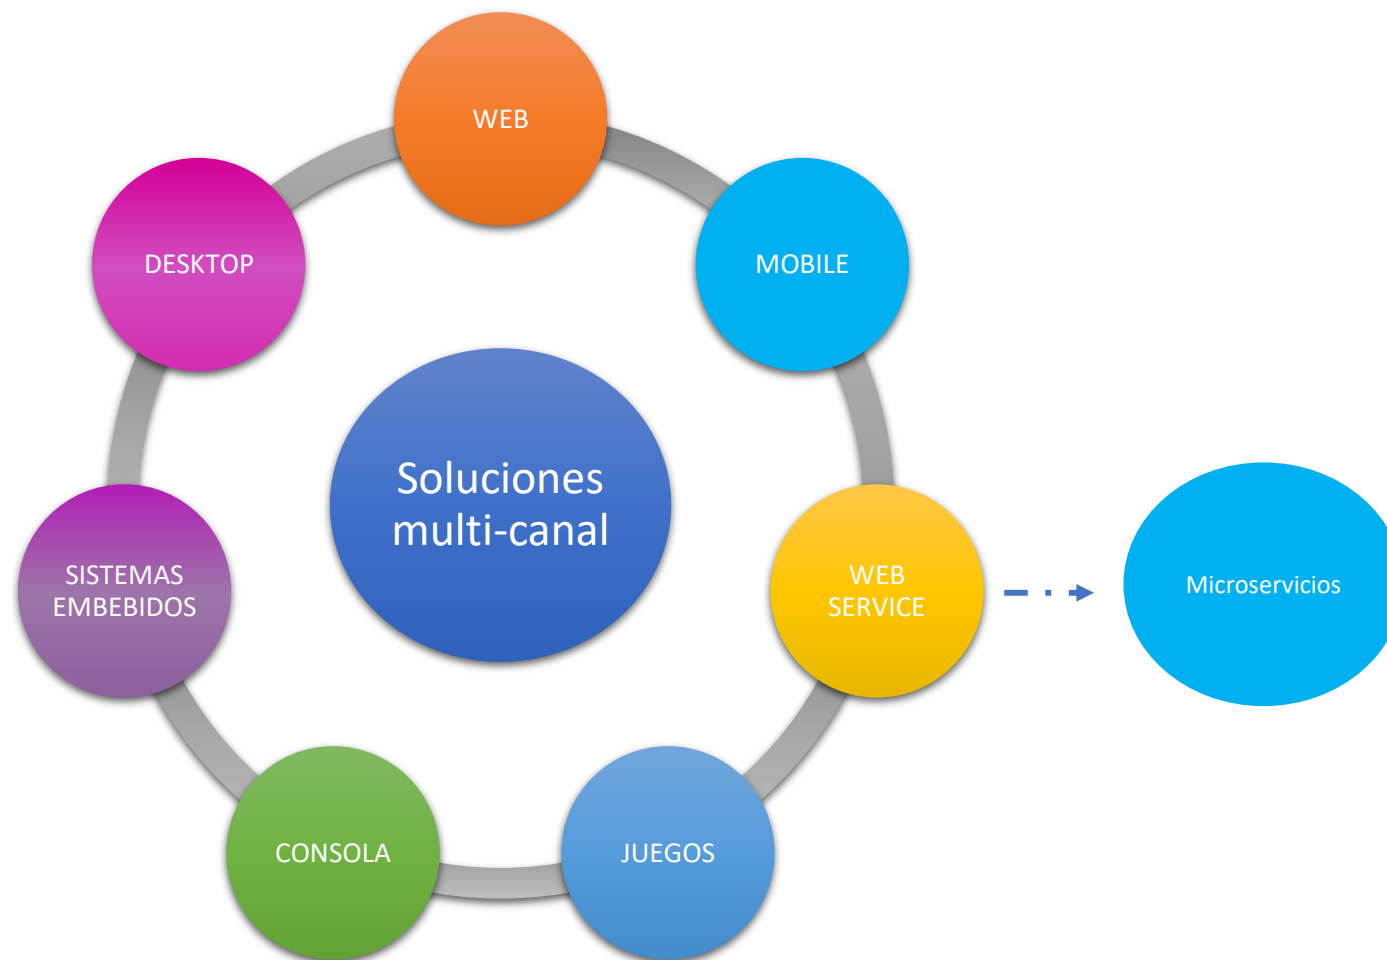 WEB
DESKTOP
MOBILE
Soluciones
multi-canal
SISTEMAS
EMBEBIDOS
WEB
SERVICE
Microservicios
CONSOLA
JUEGOS